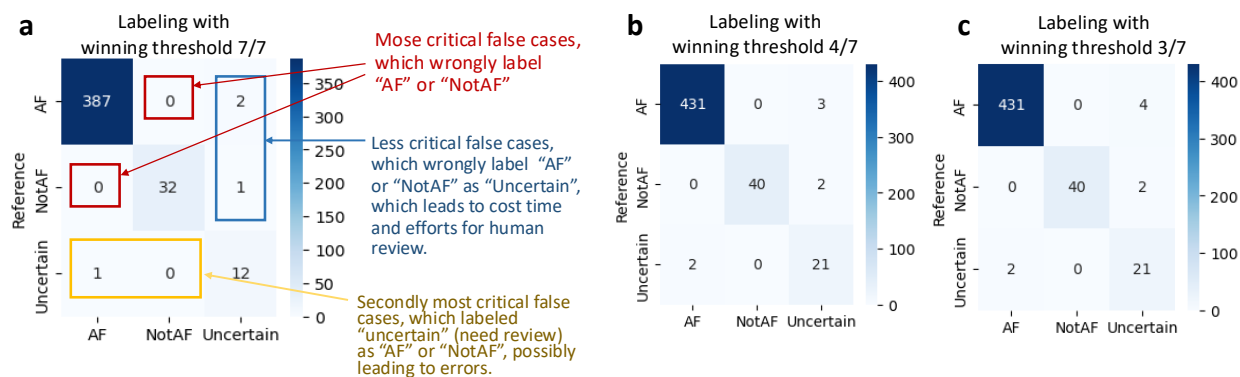 a
Labeling with
winning threshold 7/7
Reference
AF
NotAF
Uncertain
387 0 2
0 32 1
1 0 12
AF NotAF Uncertain
350
300
250
200
150
100
50
0
Mose critical false cases,
which wrongly label
“AF” or “NotAF”
Less critical false cases,
which wrongly label “AF”
or “NotAF” as “Uncertain”,
which leads to cost time
and efforts for human
review.
Secondly most critical false
cases, which labeled
“uncertain” (need review)
as “AF” or “NotAF”, possibly
leading to errors.
b
Labeling with
winning threshold 4/7
Reference
AF
NotAF
Uncertain
431 0 3
0 40 2
2 0 21
AF NotAF Uncertain
400
300
200
100
0
c
Labeling with
winning threshold 3/7
Reference
AF
NotAF
Uncertain
431 0 4
0 40 2
2 0 21
AF NotAF Uncertain
400
300
200
100
0